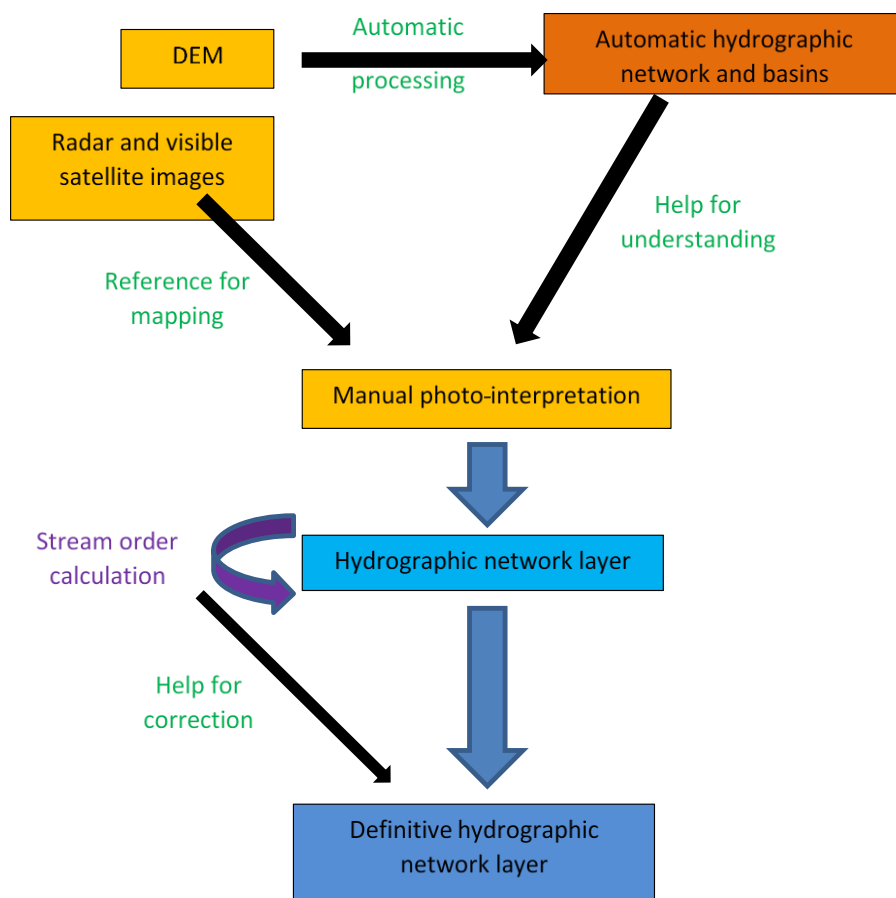 DEM
Automatic
processing
Automatic hydrographic
network and basins
Radar and visible
satellite images
Help for
understanding
Reference for
mapping
Manual photo-interpretation
Stream order
calculation
Hydrographic network layer
Help for
correction
Definitive hydrographic
network layer